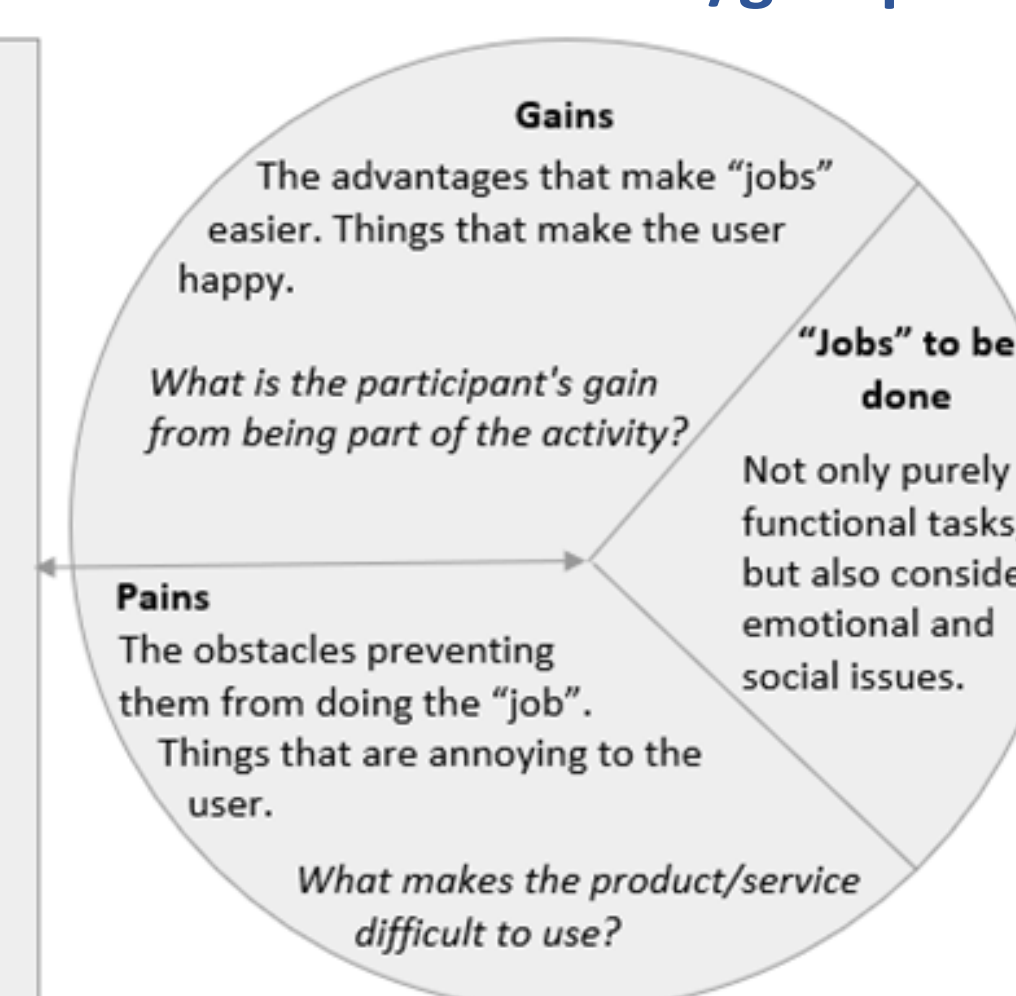 Gains
The advantages that make “jobs”
easier. Things that make the user
happy.
What is the participant's gain
from being part of the activity?
“Jobs” to be
done
Not only purely
functional tasks
but also conside
emotional and
social issues.
Pains
The obstacles preventing
them from doing the “job”.
Things that are annoying to the
user.
What makes the product/service
difficult to use?